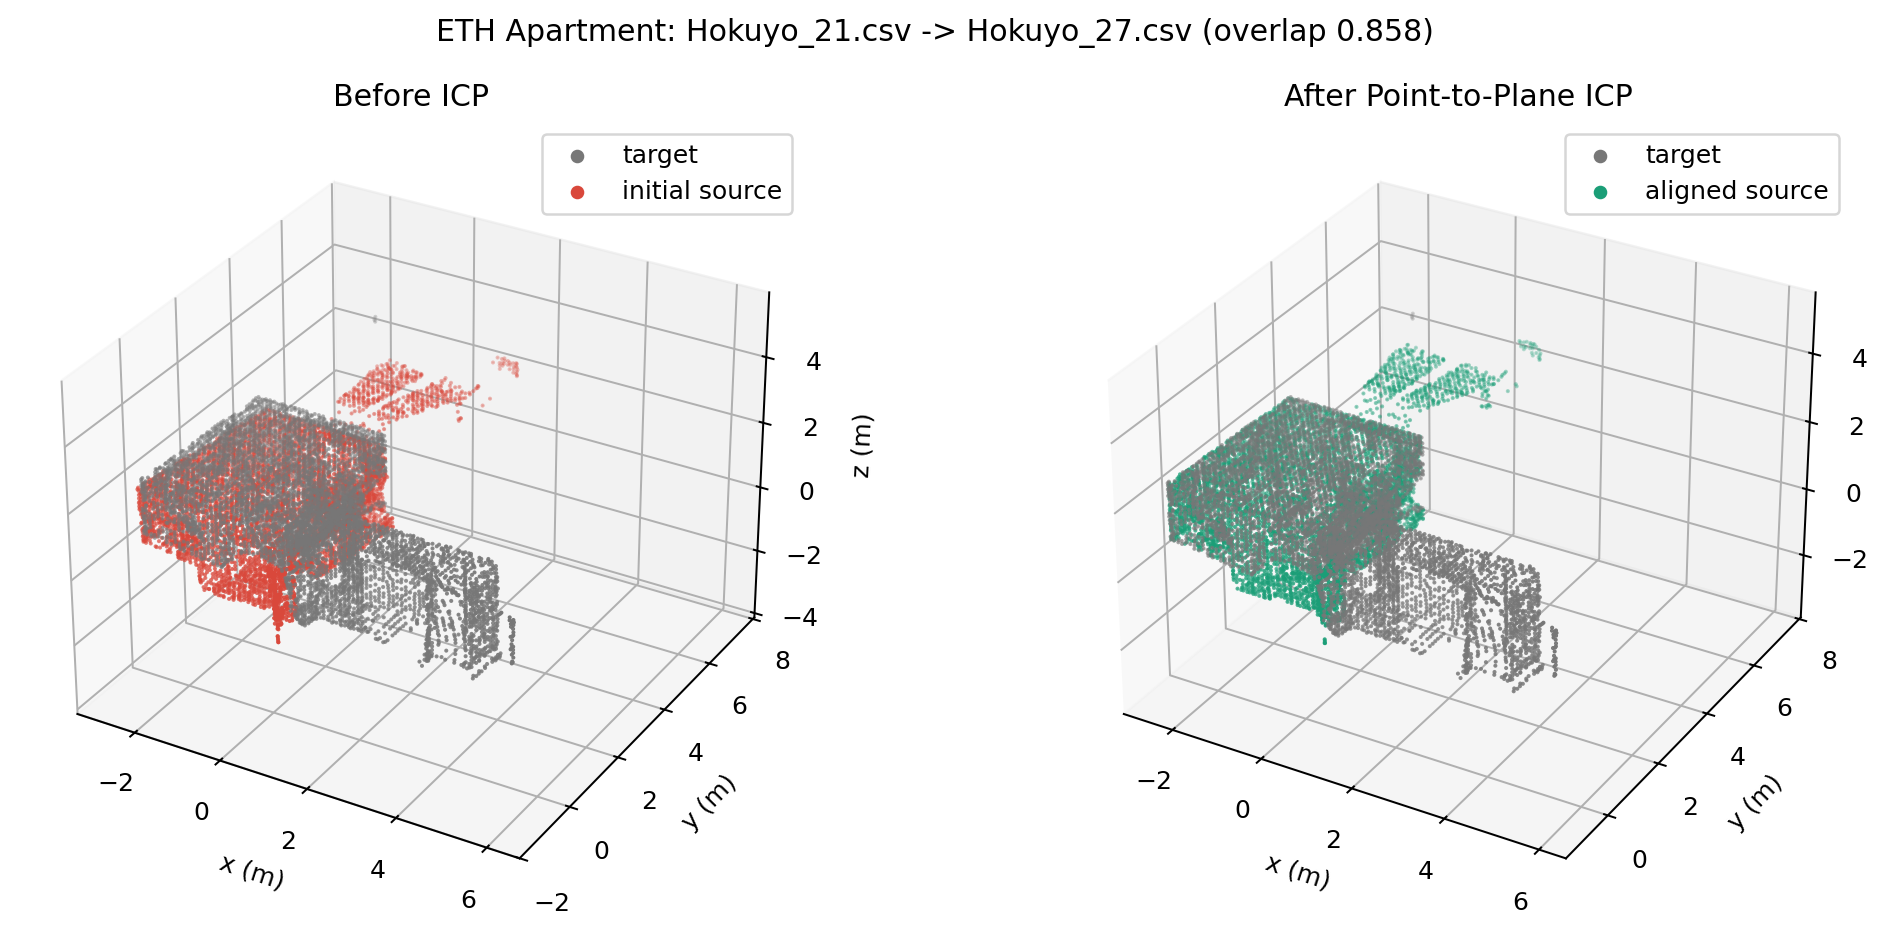 ETH Apartment: Hokuyo_21.csv -> Hokuyo_27.csv (overlap 0.858)
Before ICP
target
initial source
4
2
0
−2
−4
z (m)
8
6
4
2
0
−2
y (m)
−2
0
2
4
6
x (m)
After Point-to-Plane ICP
target
aligned source
4
2
0
−2
8
6
4
2
0
y (m)
−2
0
2
4
6
x (m)